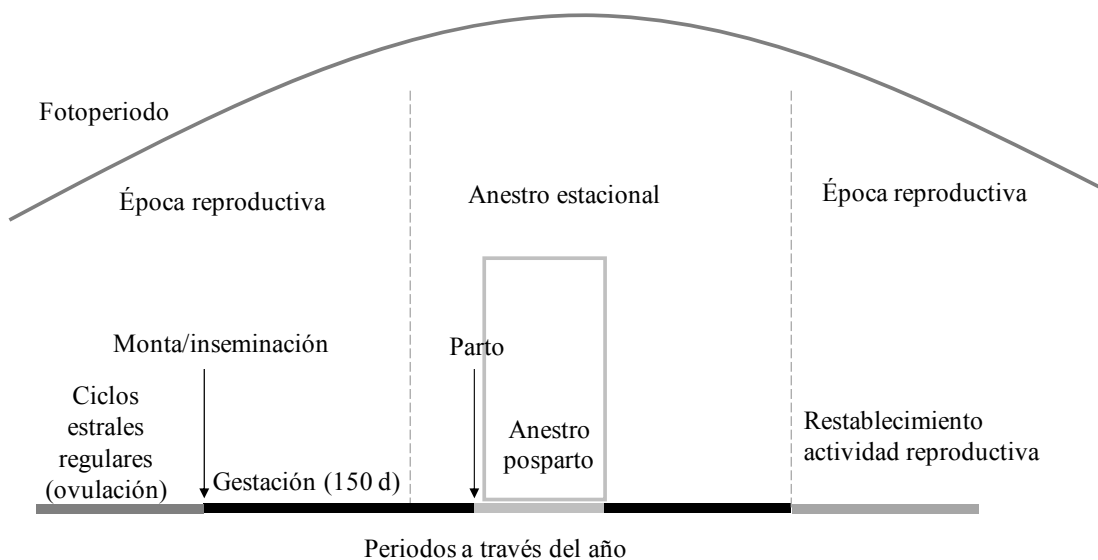 Fotoperiodo
Época reproductiva
Anestro estacional
Época reproductiva
Monta/inseminación
Parto
Ciclos
estrales
regulares
(ovulación)
Gestación (150 d)
Anestro
posparto
Restablecimiento
actividad reproductiva
Periodos a través del año